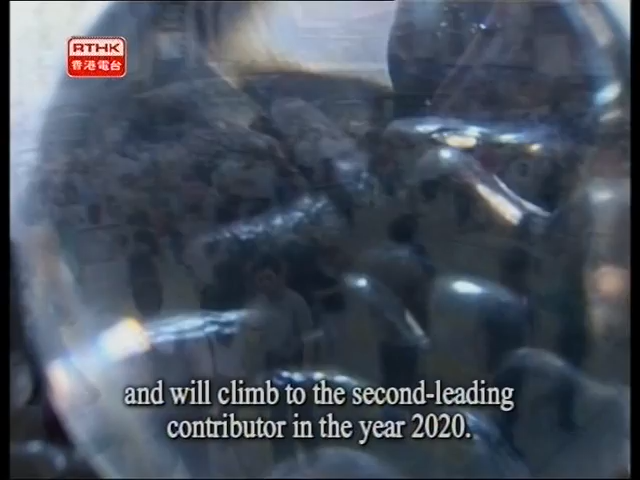 RTHK
香港電台
and will climb to the second-leading
contributor in the year 2020.